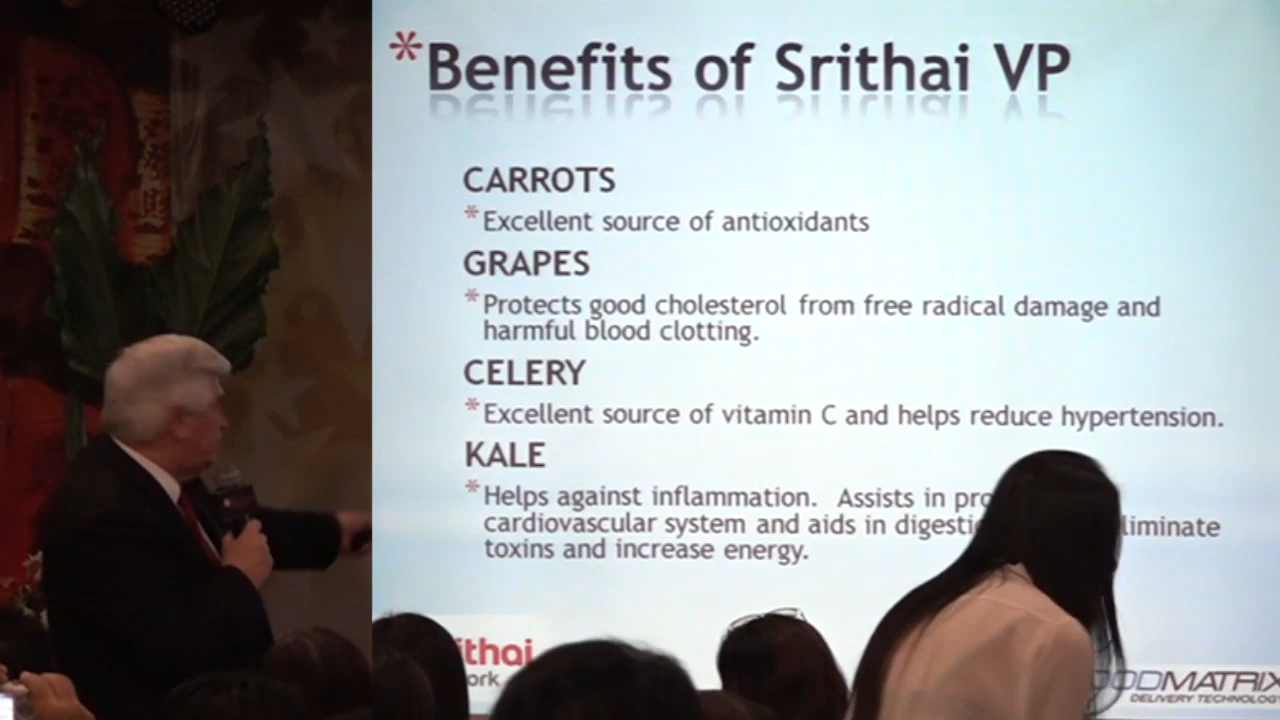 *Benefits of Srithai VP
CARROTS
*Excellent source of antioxidants
GRAPES
*Protects good cholesterol from free radical damage and
harmful blood clotting.
CELERY
*Excellent source of vitamin C and helps reduce hypertension.
KALE
*Helps against inflammation. Assists in
cardiovascular system and aids in
toxins and increase energy.
DELIVERY TECHNOLOGY